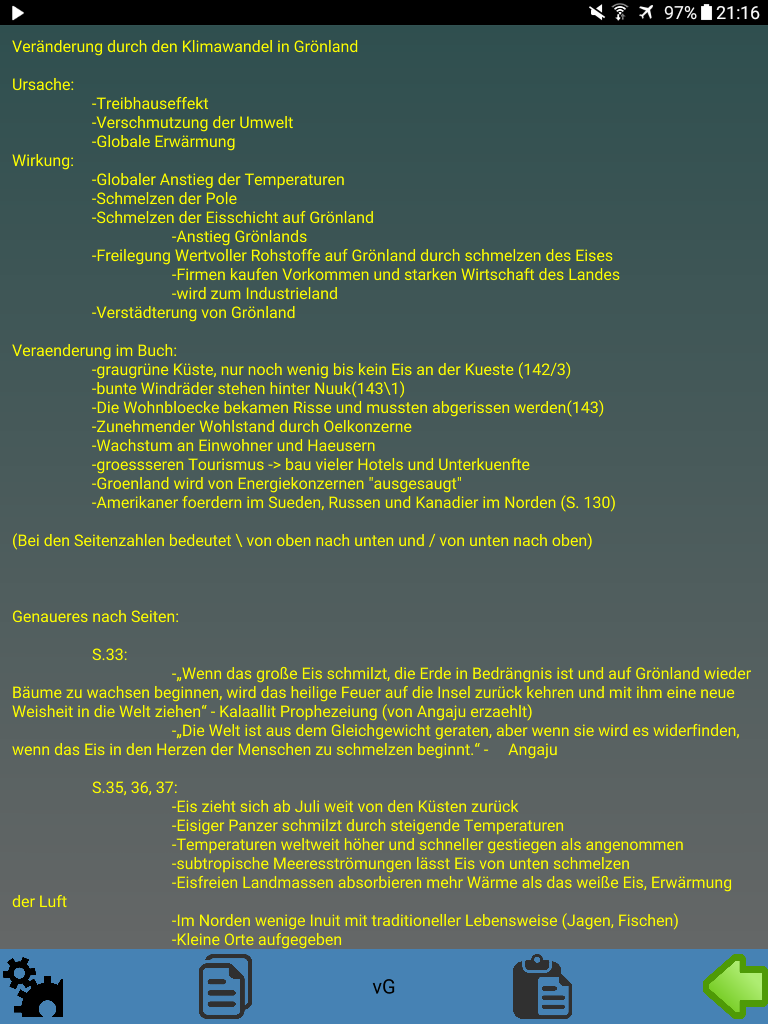 97% 21:16
Veränderung durch den Klimawandel in Grönland
Ursache:
-Treibhauseffekt
-Verschmutzung der Umwelt
-Globale Erwärmung
Wirkung:
-Globaler Anstieg der Temperaturen
-Schmelzen der Pole
-Schmelzen der Eisschicht auf Grönland
-Anstieg Grönlands
-Freilegung Wertvoller Rohstoffe auf Grönland durch schmelzen des Eises
-Firmen kaufen Vorkommen und starken Wirtschaft des Landes
-wird zum Industrieland
-Verstädterung von Grönland
Veraenderung im Buch:
-graugrüne Küste, nur noch wenig bis kein Eis an der Kueste (142/3)
-bunte Windräder stehen hinter Nuuk(143\1)
-Die Wohnbloecke bekamen Risse und mussten abgerissen werden(143)
-Zunehmender Wohlstand durch Oelkonzerne
-Wachstum an Einwohner und Haeusern
-groessseren Tourismus -> bau vieler Hotels und Unterkuenfte
-Groenland wird von Energiekonzernen "ausgesaugt"
-Amerikaner foerdern im Sueden, Russen und Kanadier im Norden (S. 130)
(Bei den Seitenzahlen bedeutet \ von oben nach unten und / von unten nach oben)
Genaueres nach Seiten:
S.33:
-„Wenn das große Eis schmilzt, die Erde in Bedrängnis ist und auf Grönland wieder
Bäume zu wachsen beginnen, wird das heilige Feuer auf die Insel zurück kehren und mit ihm eine neue
Weisheit in die Welt ziehen“ - Kalaallit Prophezeiung (von Angaju erzaehlt)
-„Die Welt ist aus dem Gleichgewicht geraten, aber wenn sie wird es widerfinden,
wenn das Eis in den Herzen der Menschen zu schmelzen beginnt.“ - Angaju
S.35, 36, 37:
-Eis zieht sich ab Juli weit von den Küsten zurück
-Eisiger Panzer schmilzt durch steigende Temperaturen
-Temperaturen weltweit höher und schneller gestiegen als angenommen
-subtropische Meeresströmungen lässt Eis von unten schmelzen
-Eisfreien Landmassen absorbieren mehr Wärme als das weiße Eis, Erwärmung
der Luft
-Im Norden wenige Inuit mit traditioneller Lebensweise (Jagen, Fischen)
-Kleine Orte aufgegeben
vG